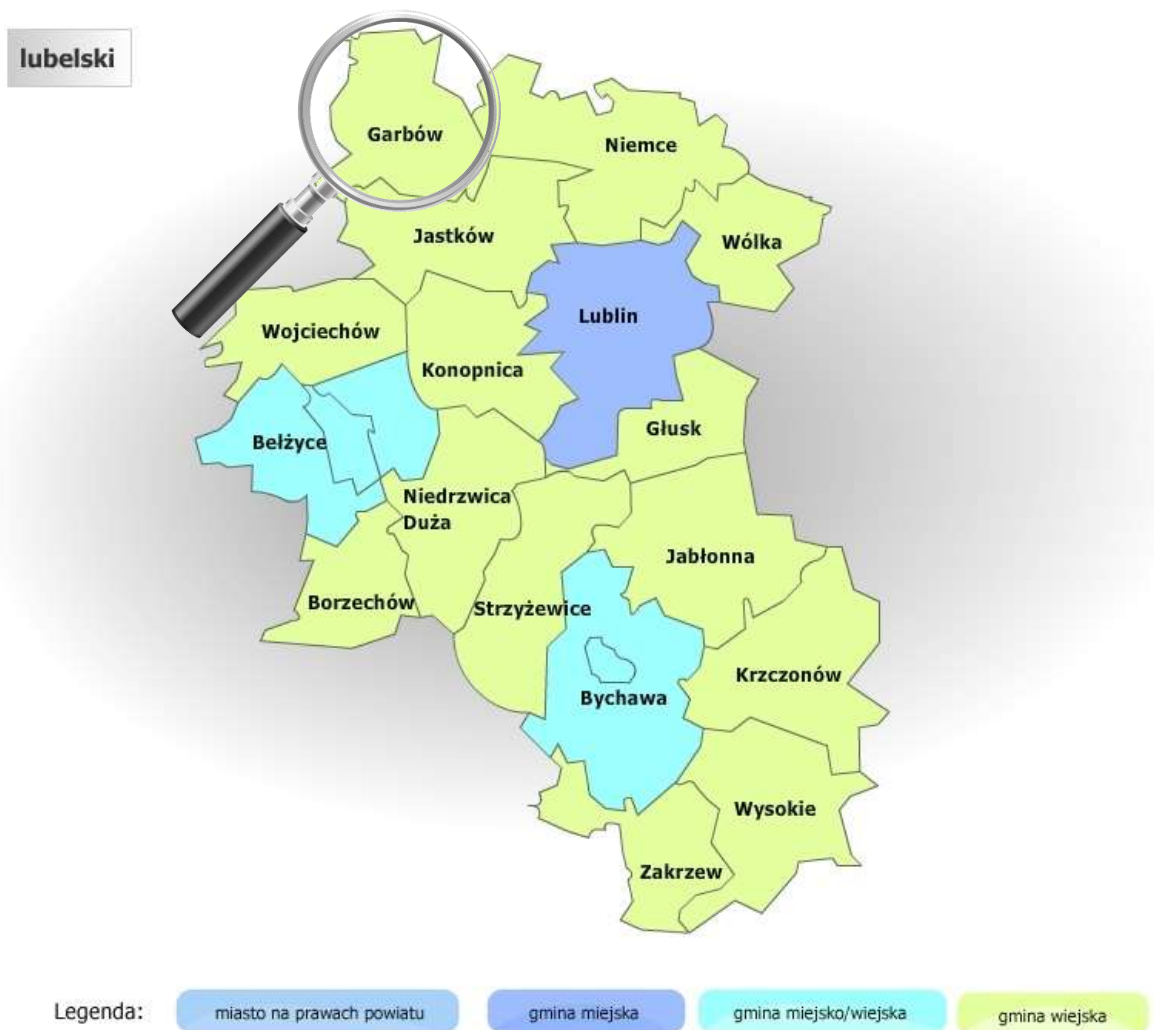 lubelski
Garbów
Niemce
Jastków
Wólka
Lublin
Wojciechów
Konopnica
Głusk
Bełżyce
Niedrzwica
Duża
Jabłonna
Borzechów
Strzyżewice
Krzczonów
Bychawa
Wysokie
Zakrzew
Legenda: miasto na prawach powiatu gmina miejska gmina miejsko/wiejska gmina wiejska